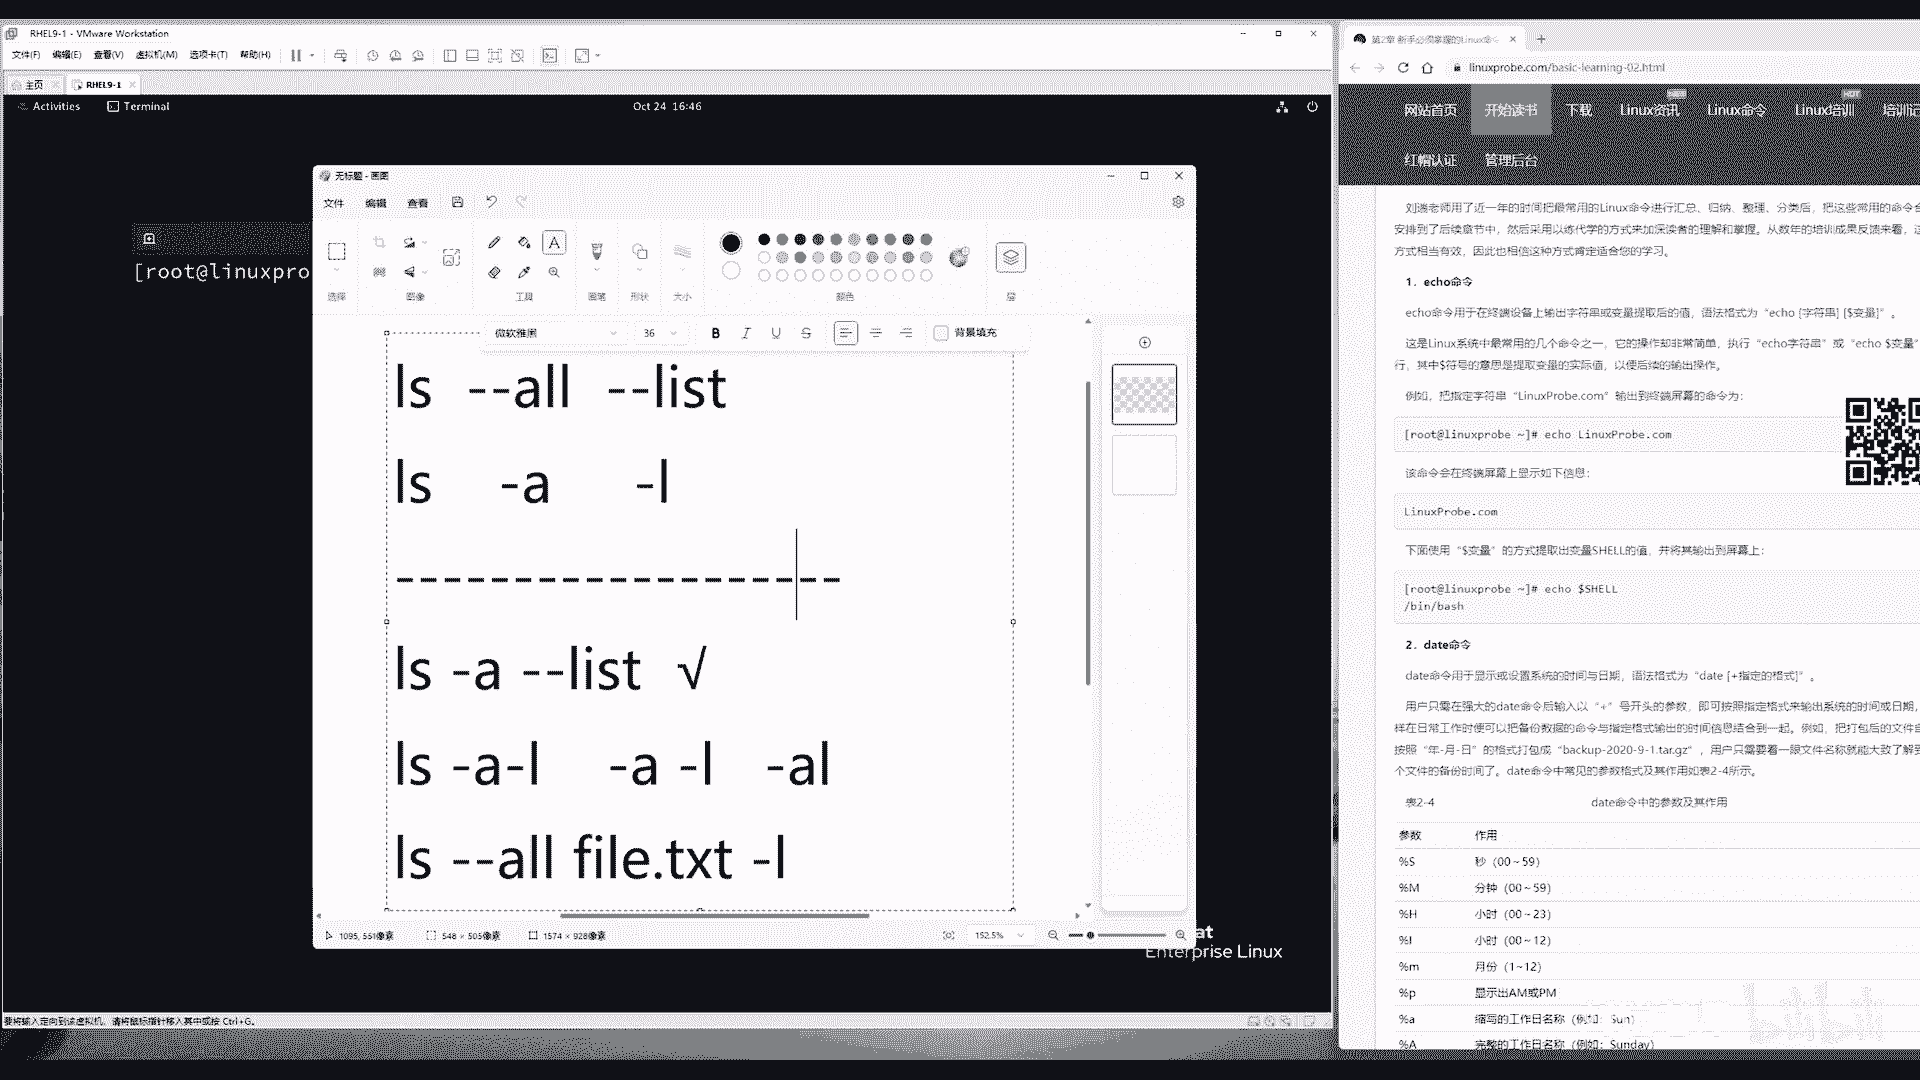 RHEL9-1 - VMware Workstation
文件(F) 编辑(E) 查看(V) 虚拟机(M) 选项卡(T) 帮助(H)
主页 RHEL9-1
Activities Terminal Oct 24 16:46
[root@linuxpro
无标题 - 画图
文件 编辑 查看
选择 图像 工具 画笔 形状 大小 颜色 层
微软雅黑 36 B I U S 背景填充
ls --all --list
ls -a -l
-------------------
ls -a --list √
ls -a-l -a -l -al
ls --all file.txt -l
1095, 551像素 548 × 505像素 1574 × 928像素 152.5%
at
Enterprise Linux
要将输入定向到该虚拟机，请将鼠标指针移入其中或按 Ctrl+G。
第2章 新手必须掌握的Linux命令
linuxprobe.com/basic-learning-02.html
网站首页 开始读书 下载 Linux资讯 Linux命令 Linux培训 培训记
NEW HOT
红帽认证 管理后台
刘遄老师用了近一年的时间把最常用的Linux命令进行汇总、归纳、整理、分类后，把这些常用的命令合
安排到了后续章节中，然后采用以练代学的方式来加深读者的理解和掌握。从数年的培训成果反馈来看，这
方式相当有效，因此也相信这种方式肯定适合您的学习。
1．echo命令
echo命令用于在终端设备上输出字符串或变量提取后的值，语法格式为“echo [字符串] [$变量]”。
这是Linux系统中最常用的几个命令之一，它的操作却非常简单，执行“echo字符串”或“echo $变量”
行，其中$符号的意思是提取变量的实际值，以便后续的输出操作。
例如，把指定字符串“LinuxProbe.com”输出到终端屏幕的命令为：
[root@linuxprobe ~]# echo LinuxProbe.com
该命令会在终端屏幕上显示如下信息：
LinuxProbe.com
下面使用“$变量”的方式提取出变量SHELL的值，并将其输出到屏幕上：
[root@linuxprobe ~]# echo $SHELL
/bin/bash
2．date命令
date命令用于显示或设置系统的时间与日期，语法格式为“date [+指定的格式]”。
用户只需在强大的date命令后输入以“+”号开头的参数，即可按照指定格式来输出系统的时间或日期，
样在日常工作时便可以把备份数据的命令与指定格式输出的时间信息结合到一起。例如，把打包后的文件自
按照“年-月-日”的格式打包成“backup-2020-9-1.tar.gz”，用户只需要看一眼文件名称就能大致了解到
个文件的备份时间了。date命令中常见的参数格式及其作用如表2-4所示。
表2-4 date命令中的参数及其作用
参数 作用
%S 秒（00～59）
%M 分钟（00～59）
%H 小时（00～23）
%I 小时（00～12）
%m 月份（1~12）
%p 显示出AM或PM
%a 缩写的工作日名称（例如：Sun）
%A 完整的工作日名称（例如：Sunday）
bilibili